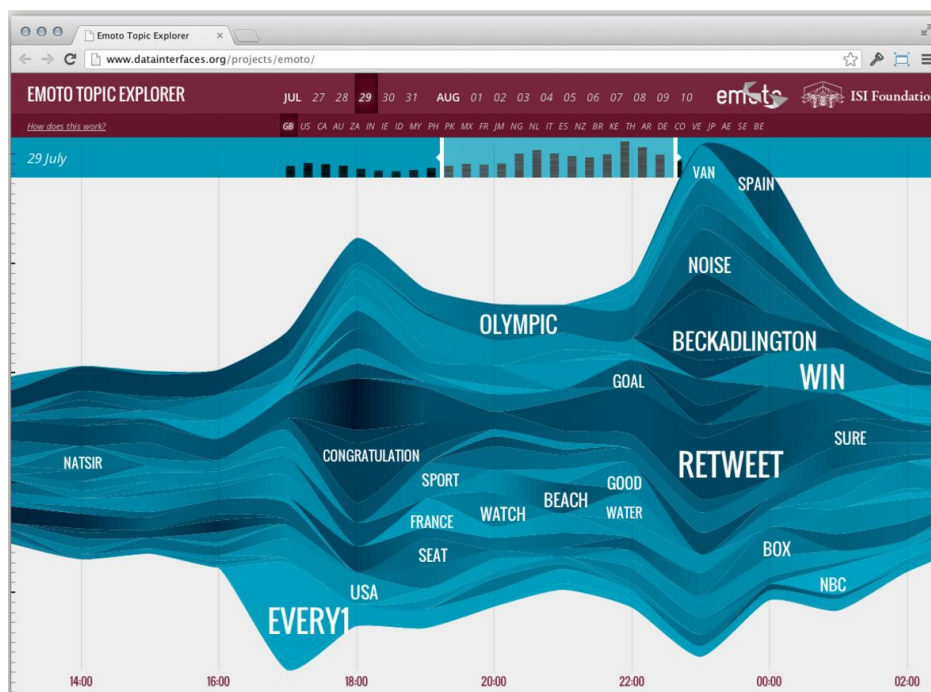 Emoto Topic Explorer
www.datainterfaces.org/projects/emoto/
EMOTO TOPIC EXPLORER
JUL 27 28 29 30 31 AUG 01 02 03 04 05 06 07 08 09 10
emoto
ISI Foundatio
How does this work?
GB US CA AU ZA IN IE ID MY PH PK MX FR JM NG NL IT ES NZ BR KE TH AR DE CO VE JP AE SE BE
29 July
VAN
SPAIN
NOISE
OLYMPIC
BECKADLINGTON
WIN
GOAL
SURE
CONGRATULATION
NATSIR
RETWEET
SPORT
GOOD
BEACH
WATCH
WATER
FRANCE
BOX
SEAT
NBC
USA
EVERY1
14:00 16:00 18:00 20:00 22:00 00:00 02:00